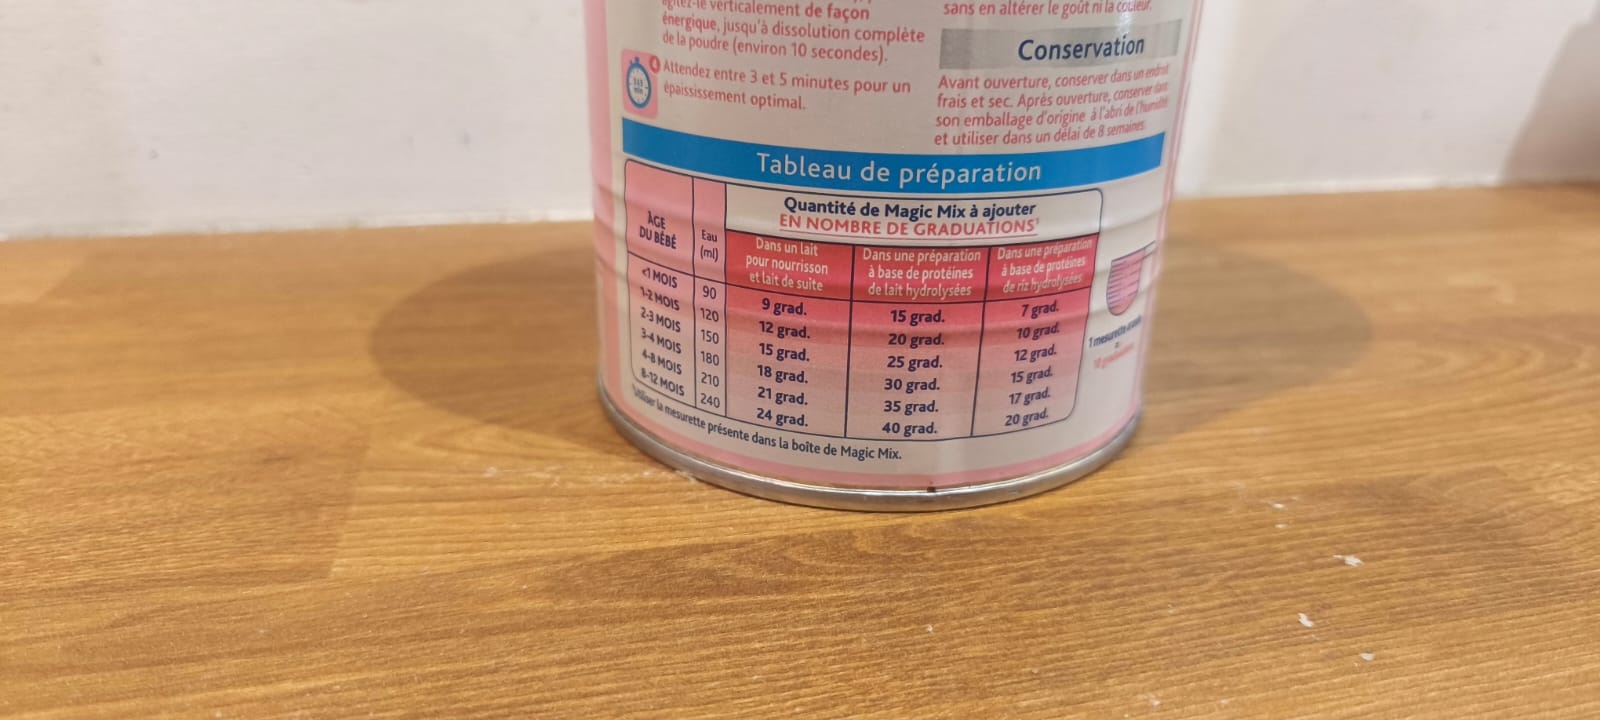 agitez-le verticalement de façon
énergique, jusqu'à dissolution complète
de la poudre (environ 10 secondes).
4 Attendez entre 3 et 5 minutes pour un
épaississement optimal.
sans en altérer le goût ni la couleur.
Conservation
Avant ouverture, conserver dans un endroit
frais et sec. Après ouverture, conserver dans
son emballage d'origine à l'abri de l'humidité
et utiliser dans un délai de 8 semaines.
Tableau de préparation
ÂGE
DU BÉBÉ
Eau
(ml)
Quantité de Magic Mix à ajouter
EN NOMBRE DE GRADUATIONS¹
Dans un lait
pour nourrisson
et lait de suite
Dans une préparation
à base de protéines
de lait hydrolysées
Dans une préparation
à base de protéines
de riz hydrolysées
<1 MOIS 90 9 grad. 15 grad. 7 grad.
1-2 MOIS 120 12 grad. 20 grad. 10 grad.
2-3 MOIS 150 15 grad. 25 grad. 12 grad.
3-4 MOIS 180 18 grad. 30 grad. 15 grad.
4-8 MOIS 210 21 grad. 35 grad. 17 grad.
8-12 MOIS 240 24 grad. 40 grad. 20 grad.
1 mesurette
=
10
¹Utiliser la mesurette présente dans la boîte de Magic Mix.